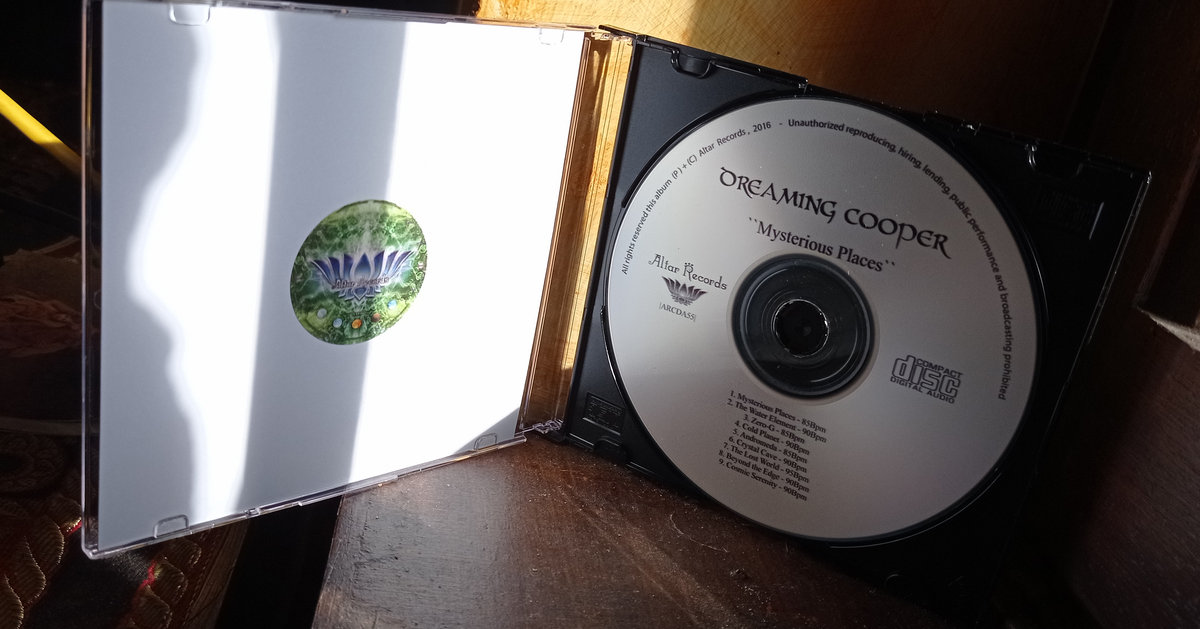 Altar Records
All rights reserved this album (P)+(C) Altar Records, 2016 - Unauthorized reproducing, hiring, lending, public performance and broadcasting prohibited
DREAMING COOPER
``Mysterious Places``
Altar Records
|ARCDA55|
COMPACT
disc
DIGITAL AUDIO
1. Mysterious Places - 85Bpm
2. The Water Element - 90Bpm
3. Zero-G - 85Bpm
4. Cold Planet - 90Bpm
5. Andromeda - 85Bpm
6. Crystal Cave - 90Bpm
7. The Lost World - 95Bpm
8. Beyond the Edge - 90Bpm
9. Cosmic Serenity - 90Bpm